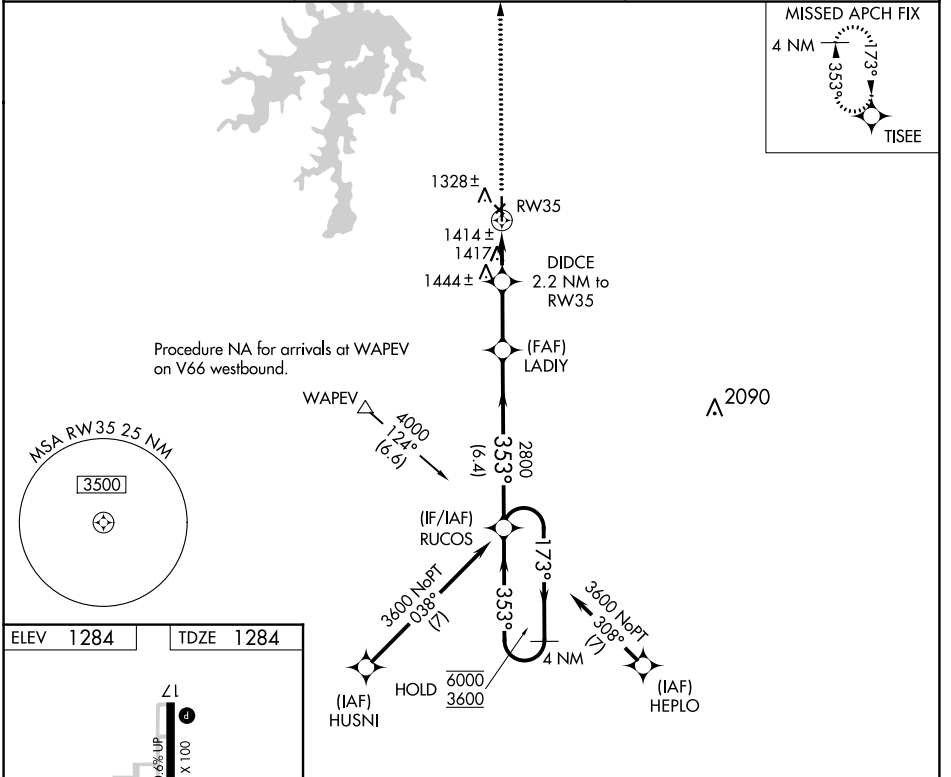 MISSED APCH FIX
4 NM
353°
173°
TISEE
1328 ±
RW35
1414 ±
1417
1444 ±
DIDCE
2.2 NM to
RW35
Procedure NA for arrivals at WAPEV
on V66 westbound.
(FAF)
LADIY
WAPEV
4000
124°
(6.6)
2090
2800
353°
(6.4)
MSA RW35 25 NM
3500
(IF/IAF)
RUCOS
173°
353°
3600 NoPT
038°
(7)
3600 NoPT
308°
(7)
4 NM
HOLD
6000
3600
(IAF)
HUSNI
(IAF)
HEPLO
ELEV 1284
TDZE 1284
17
P
0.6% UP
X 100